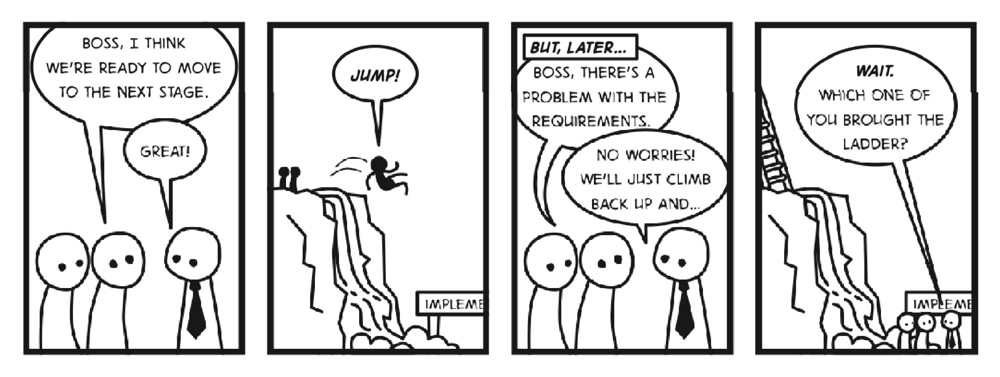 BOSS, I THINK
WE'RE READY TO MOVE
TO THE NEXT STAGE.
GREAT!
JUMP!
IMPLEME
BUT, LATER...
BOSS, THERE'S A
PROBLEM WITH THE
REQUIREMENTS.
NO WORRIES!
WE'LL JUST CLIMB
BACK UP AND...
WAIT.
WHICH ONE OF
YOU BROUGHT THE
LADDER?
IMPLEME